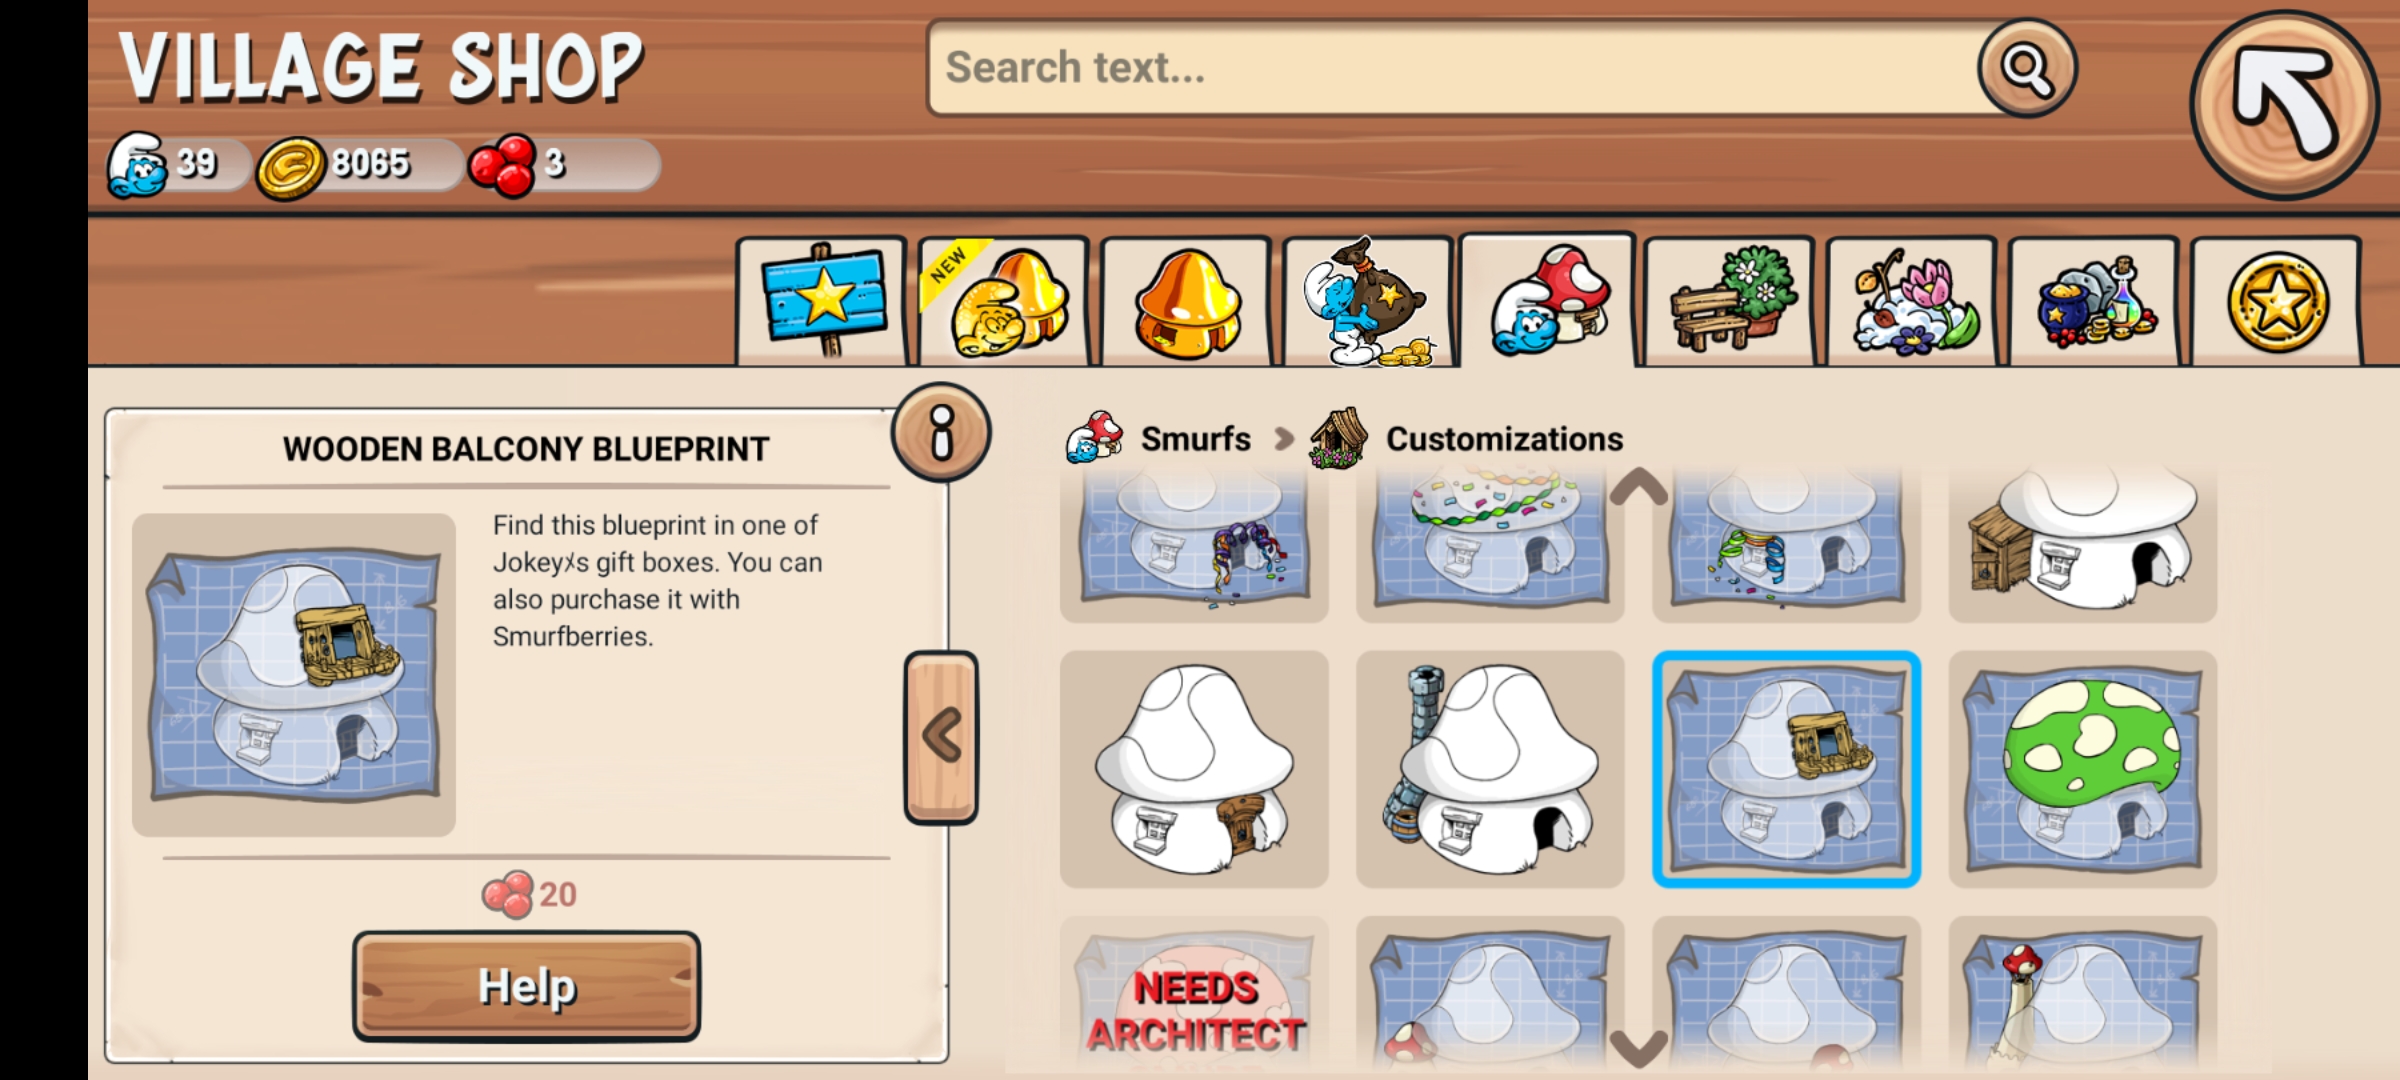 VILLAGE SHOP
Search text...
39
8065
3
NEW
WOODEN BALCONY BLUEPRINT
Find this blueprint in one of
Jokey✗s gift boxes. You can
also purchase it with
Smurfberries.
20
Help
Smurfs > Customizations
NEEDS
ARCHITECT